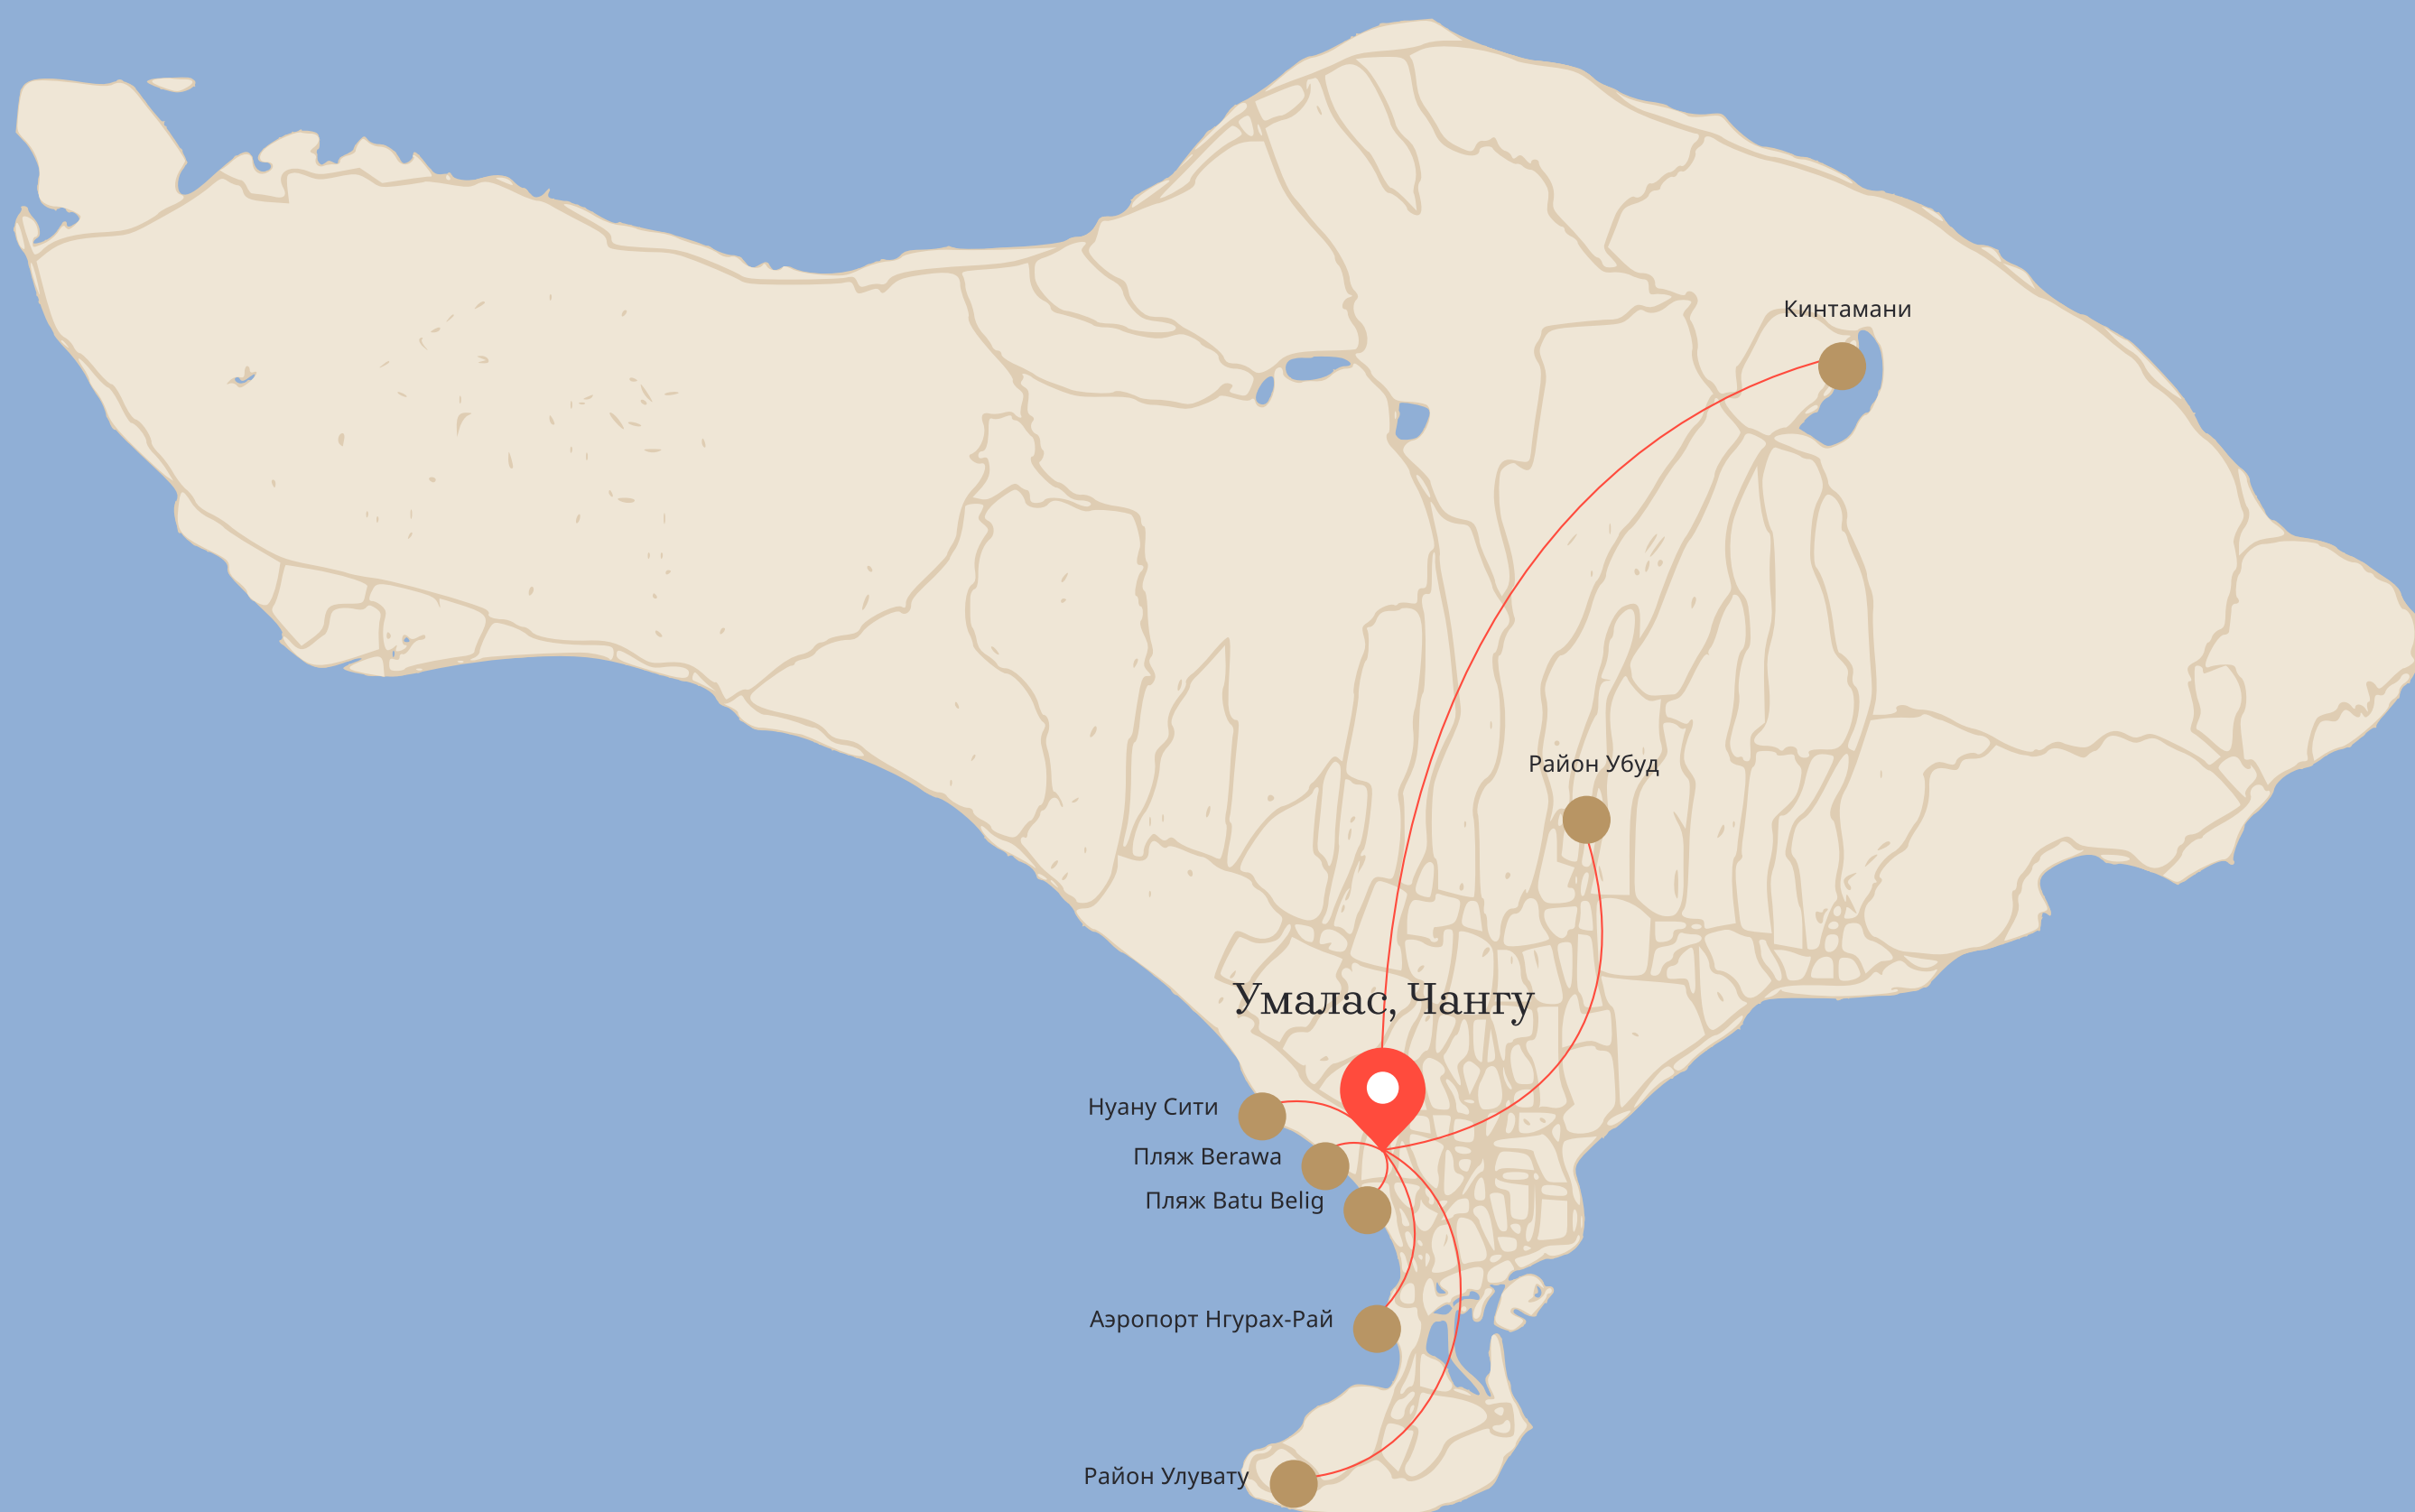 Кинтамани
Район Убуд
Умалас, Чангу
Нуану Сити
Пляж Berawa
Пляж Batu Belig
Аэропорт Нгурах-Рай
Район Улувату